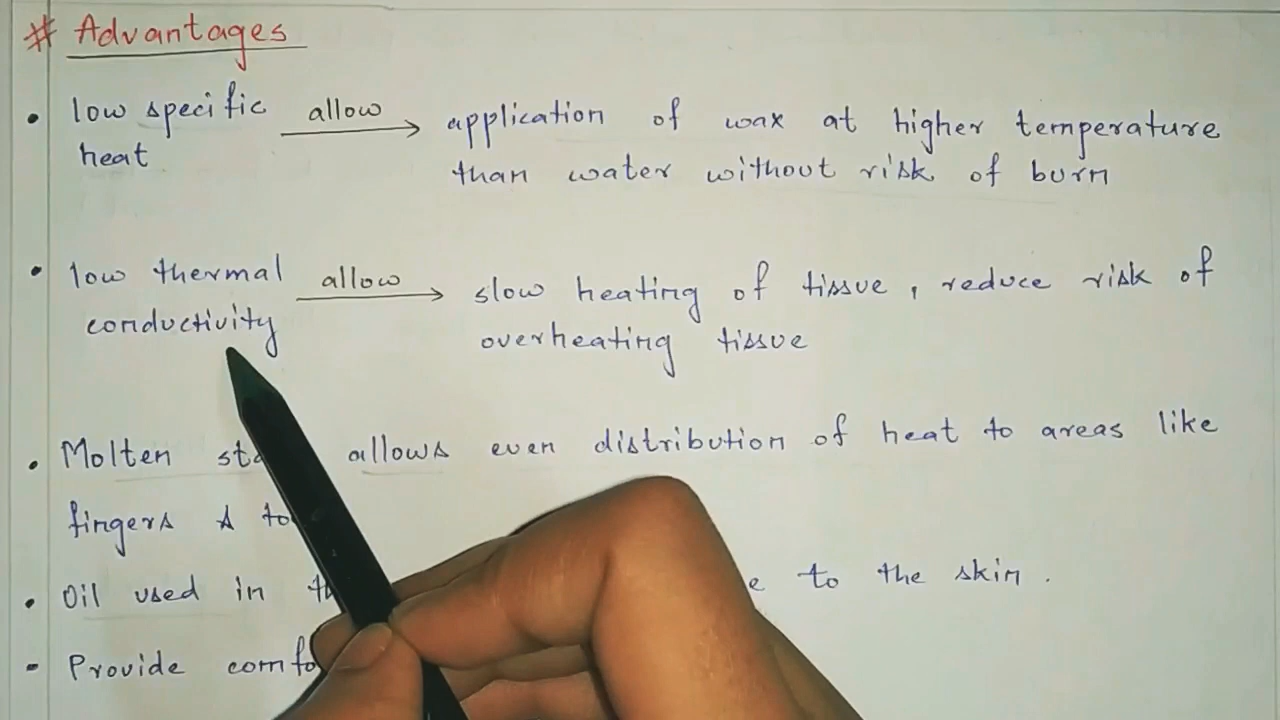 # Advantages
• low specific heat allow → application of wax at higher temperature
than water without risk of burn
• low thermal conductivity allow → slow heating of tissue, reduce risk of
overheating tissue
• Molten allows even distribution of heat to areas like
fingers &
• Oil used in to the skin.
- Provide